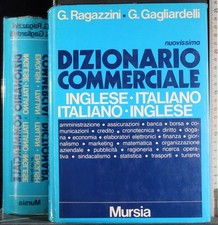 G. Ragazzini · G. Gagliardelli
nuovissimo
DIZIONARIO
COMMERCIALE
INGLESE · ITALIANO
ITALIANO · INGLESE
amministrazione · assicurazioni · banca · borsa · co-
municazioni · credito · cronotecnica · diritto · doga-
na · economia · elaboratori elettronici · finanza · gior-
nalismo · marketing · matematica · organizzazione
aziendale · pubblicità · ragioneria · ricerca opera-
tiva · sindacalismo · statistica · trasporti · turismo
Mursia
Mursia